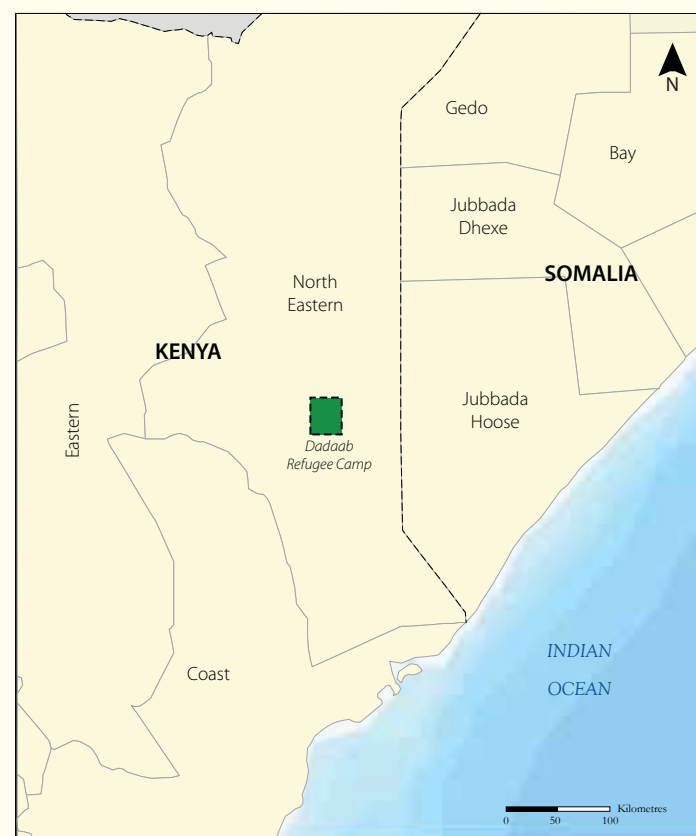 N
Gedo
Bay
Jubbada
Dhexe
SOMALIA
North
Eastern
KENYA
Jubbada
Hoose
Eastern
Dadaab
Refugee Camp
Coast
INDIAN
OCEAN
Kilometres
0 50 100